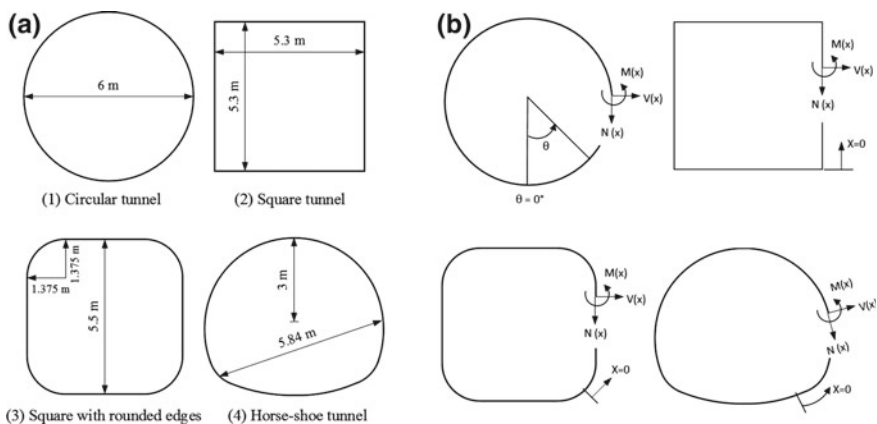 (a)
6 m
(1) Circular tunnel
5.3 m
5.3 m
(2) Square tunnel
1.375 m
1.375 m
5.5 m
(3) Square with rounded edges
3 m
5.84 m
(4) Horse-shoe tunnel
(b)
M(x)
V(x)
N (x)
θ
θ = 0°
M(x)
V(x)
N (x)
X=0
M(x)
V(x)
N (x)
X=0
M(x)
V(x)
N (x)
X=0